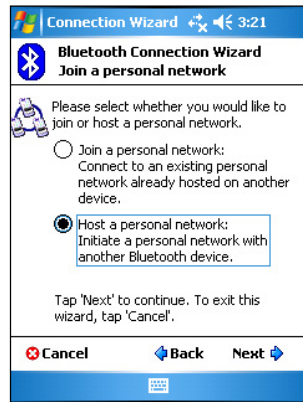 Connection Wizard 3:21
Bluetooth Connection Wizard
Join a personal network
Please select whether you would like to
join or host a personal network.
Join a personal network:
Connect to an existing personal
network already hosted on another
device.
Host a personal network:
Initiate a personal network with
another Bluetooth device.
Tap 'Next' to continue. To exit this
wizard, tap 'Cancel'.
Cancel Back Next